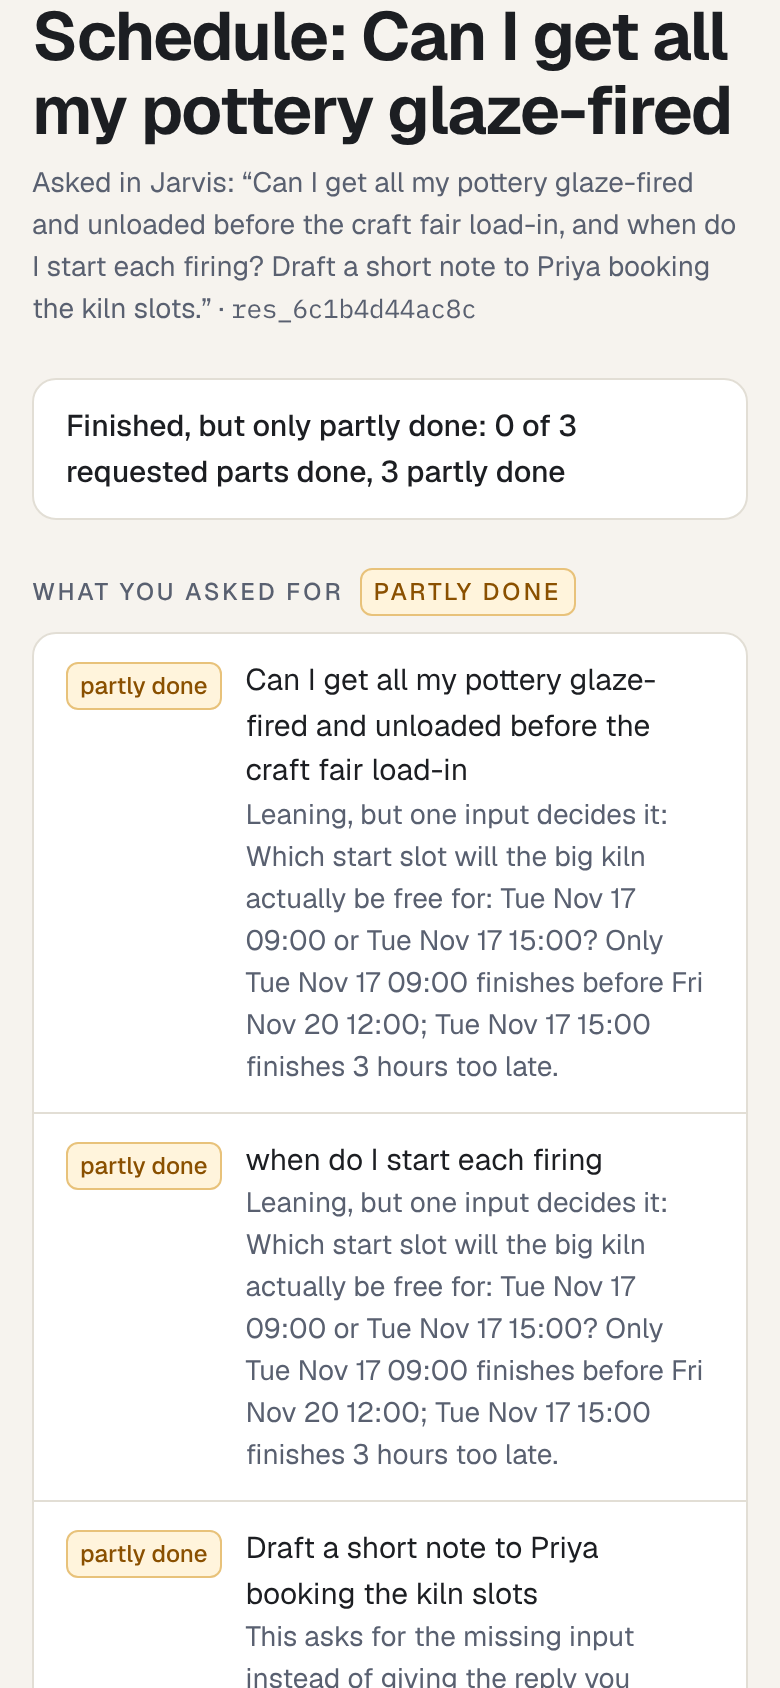 Schedule: Can I get all
my pottery glaze-fired
Asked in Jarvis: “Can I get all my pottery glaze-fired
and unloaded before the craft fair load-in, and when do
I start each firing? Draft a short note to Priya booking
the kiln slots.” · res_6c1b4d44ac8c
Finished, but only partly done: 0 of 3
requested parts done, 3 partly done
WHAT YOU ASKED FOR PARTLY DONE
partly done Can I get all my pottery glaze-
fired and unloaded before the
craft fair load-in
Leaning, but one input decides it:
Which start slot will the big kiln
actually be free for: Tue Nov 17
09:00 or Tue Nov 17 15:00? Only
Tue Nov 17 09:00 finishes before Fri
Nov 20 12:00; Tue Nov 17 15:00
finishes 3 hours too late.
partly done when do I start each firing
Leaning, but one input decides it:
Which start slot will the big kiln
actually be free for: Tue Nov 17
09:00 or Tue Nov 17 15:00? Only
Tue Nov 17 09:00 finishes before Fri
Nov 20 12:00; Tue Nov 17 15:00
finishes 3 hours too late.
partly done Draft a short note to Priya
booking the kiln slots
This asks for the missing input
instead of giving the reply you